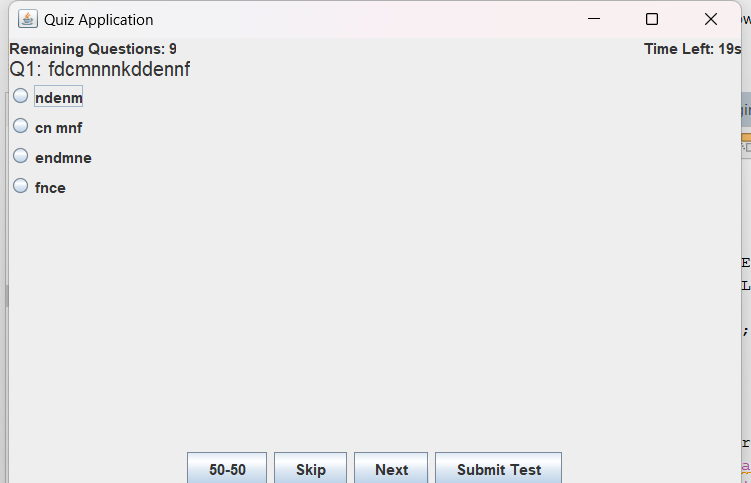 Quiz Application
Remaining Questions: 9 Time Left: 19s
Q1: fdcmnnnkddennf
ndenm
cn mnf
endmne
fnce
50-50 Skip Next Submit Test